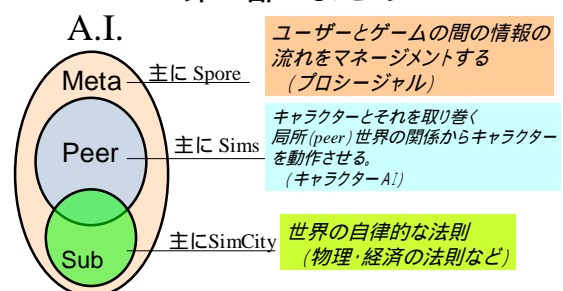 A.I.
Meta
主に Spore
ユーザーとゲームの間の情報の
流れをマネージメントする
(プロシージャル)
Peer
主に Sims
キャラクターとそれを取り巻く
局所(peer)世界の関係からキャラクター
を動作させる。
(キャラクターAI)
Sub
主にSimCity
世界の自律的な法則
(物理・経済の法則など)